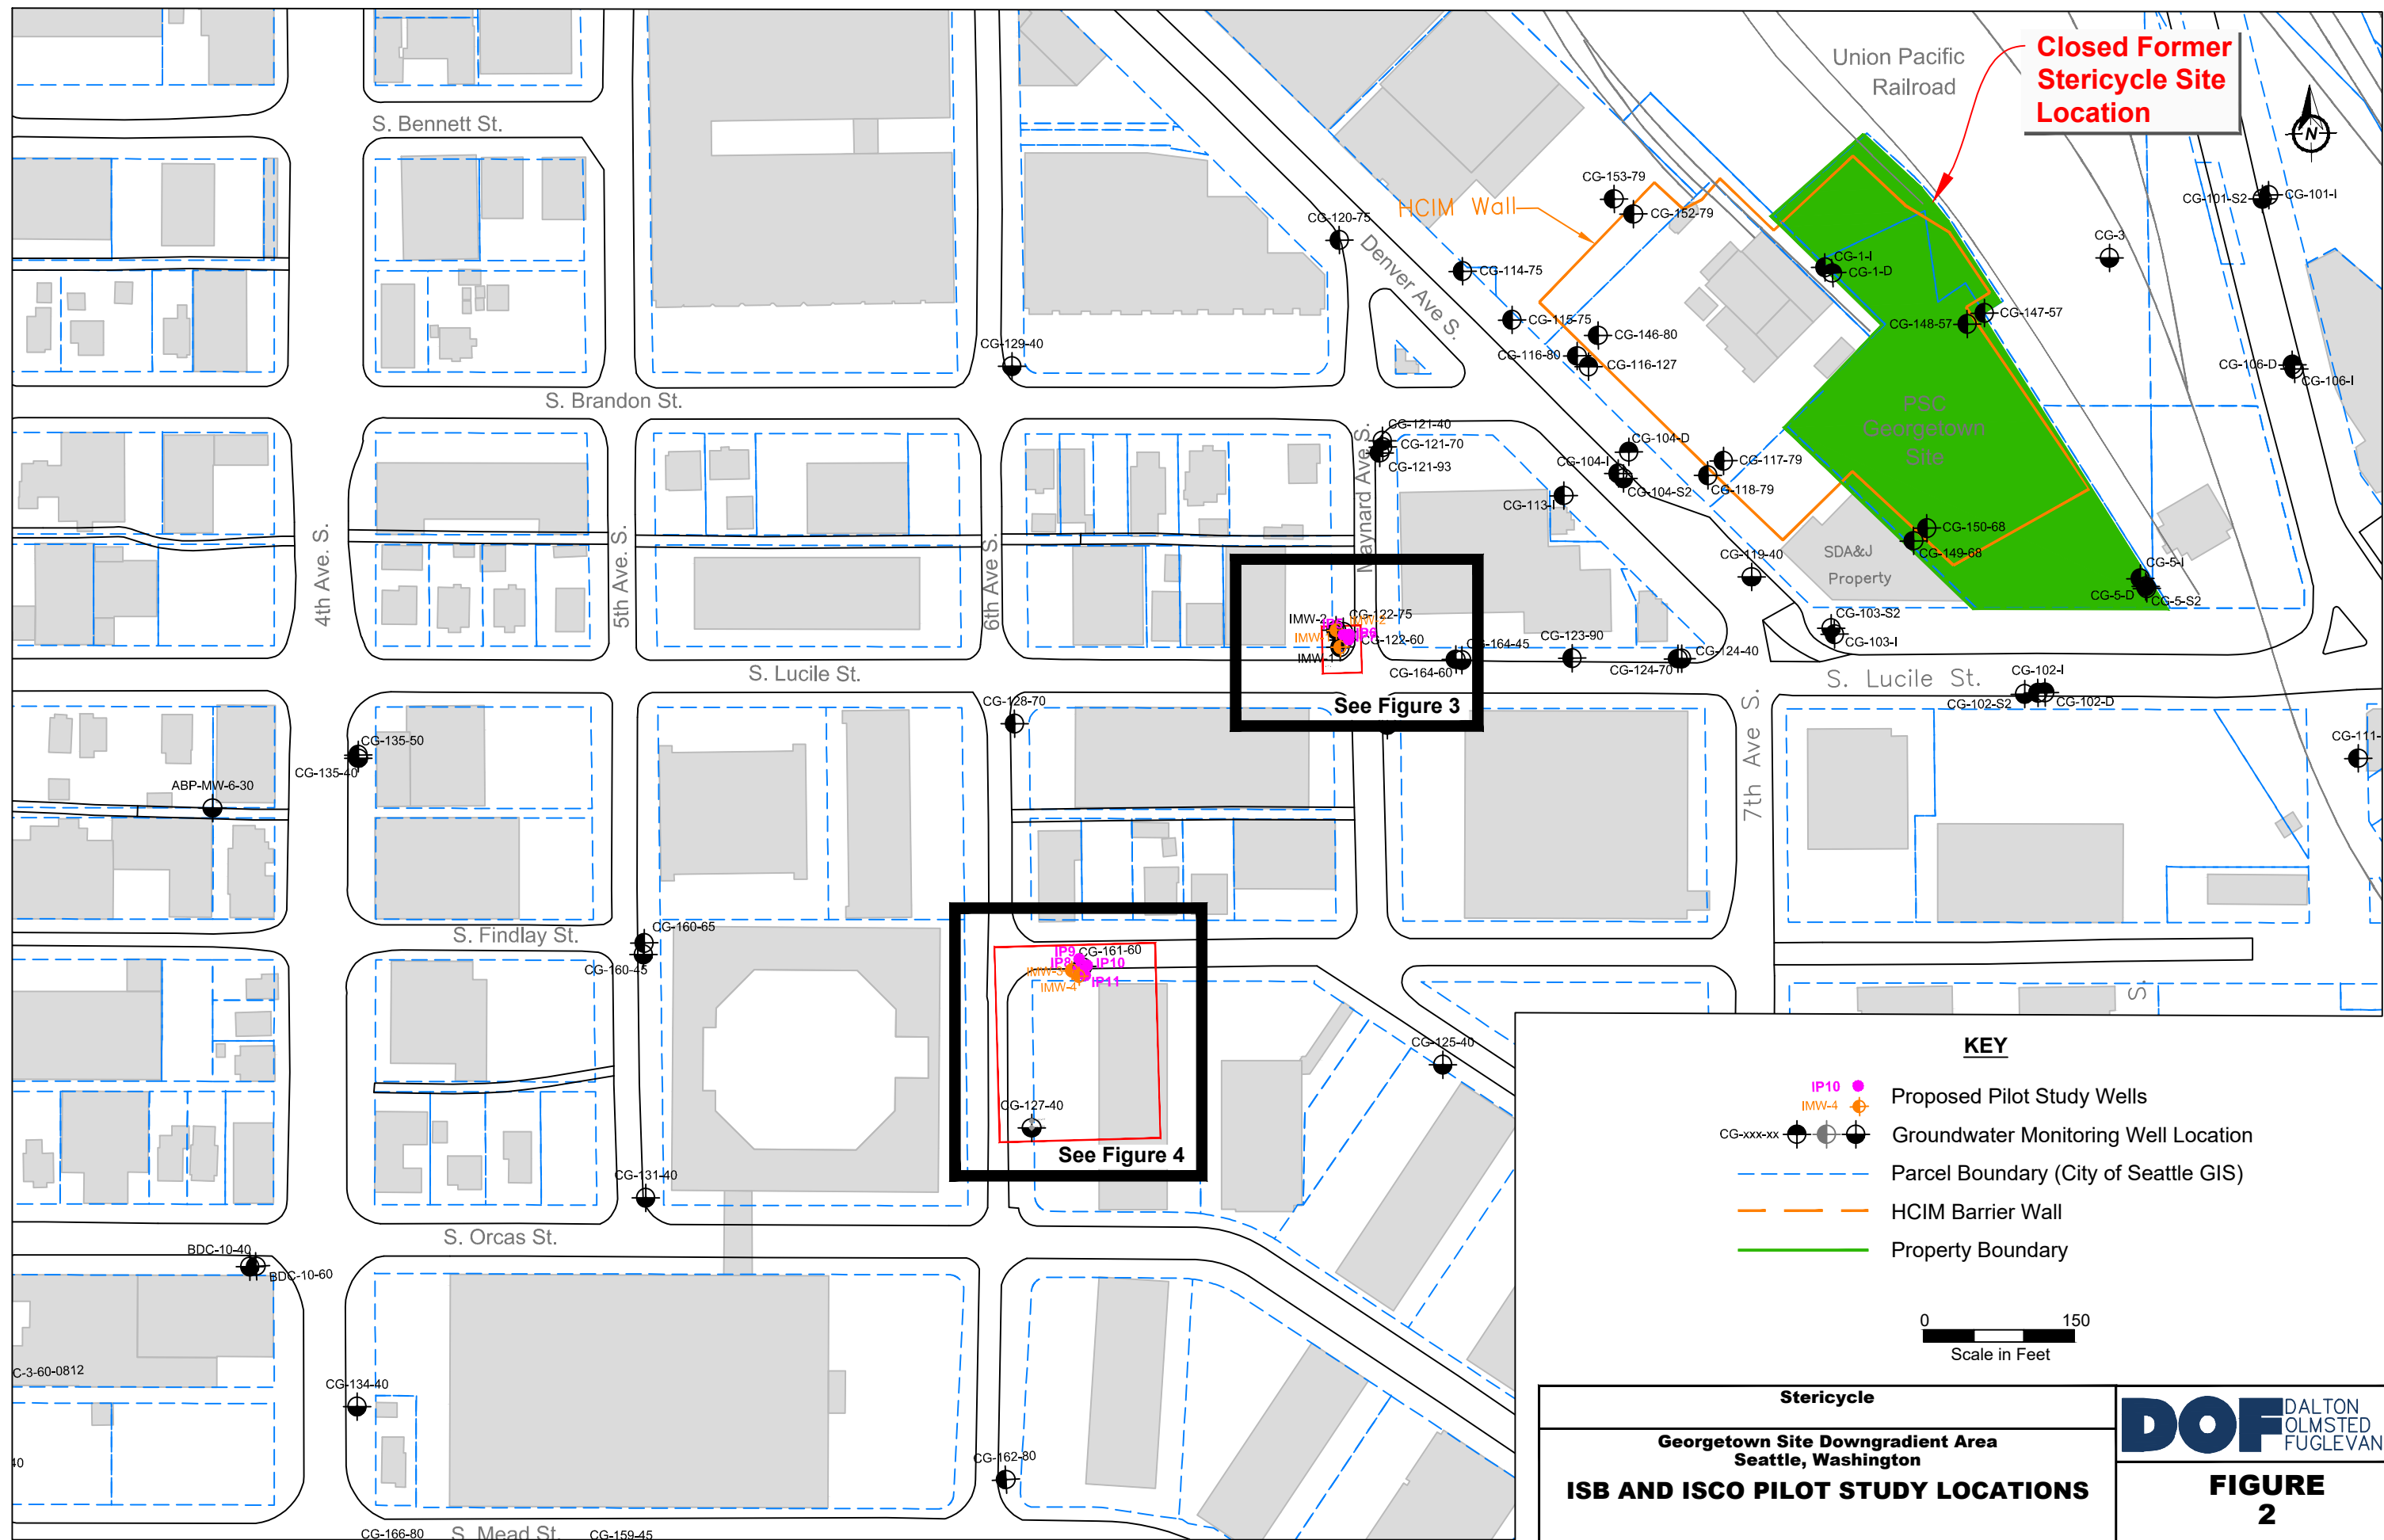 Union Pacific
Railroad
Closed Former
Stericycle Site
Location
N
S. Bennett St.
CG-153-79
CG-152-79
HCIM Wall
CG-101-S2
CG-101-I
CG-3
CG-120-75
Denver Ave S.
CG-114-75
CG-1-I
CG-1-D
CG-115-75
CG-146-80
CG-147-57
CG-148-57
CG-129-40
CG-116-80
CG-116-127
CG-106-D
CG-106-I
S. Brandon St.
PSC
Georgetown
Site
CG-121-40
CG-121-70
CG-121-93
Maynard Ave S.
CG-104-D
CG-104-I
CG-104-S2
CG-117-79
CG-118-79
CG-113-I
CG-150-68
CG-149-68
SDA&J
Property
CG-119-40
CG-5-I
CG-5-D
CG-5-S2
4th Ave. S.
5th Ave. S.
6th Ave S.
IMW-2
CG-122-75
CG-122-60
IMW-1
CG-164-45
CG-164-60
CG-123-90
CG-124-40
CG-124-70
CG-103-S2
CG-103-I
S. Lucile St.
S. Lucile St.
CG-102-I
CG-102-S2
CG-102-D
See Figure 3
7th Ave S.
CG-128-70
CG-135-50
CG-135-40
ABP-MW-6-30
CG-111-
S. Findlay St.
CG-160-65
CG-160-45
IP9
CG-161-60
IP8
IP10
IMW-3
IP11
IMW-4
S.
CG-125-40
CG-127-40
See Figure 4
CG-131-40
S. Orcas St.
BDC-10-40
BDC-10-60
C-3-60-0812
CG-134-40
40
CG-162-80
CG-166-80
S. Mead St.
CG-159-45
KEY
IP10
IMW-4
Proposed Pilot Study Wells
CG-xxx-xx
Groundwater Monitoring Well Location
Parcel Boundary (City of Seattle GIS)
HCIM Barrier Wall
Property Boundary
0 150
Scale in Feet
Stericycle
Georgetown Site Downgradient Area
Seattle, Washington
ISB AND ISCO PILOT STUDY LOCATIONS
DOF DALTON
OLMSTED
FUGLEVAND
FIGURE
2